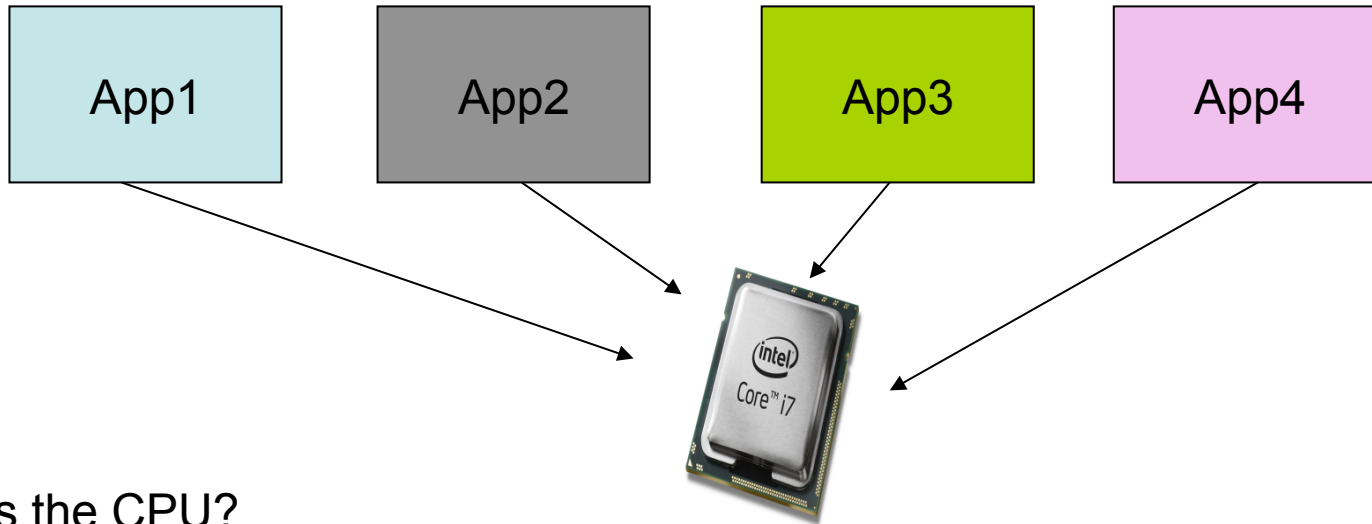 App1
App2
App3
App4
intel
Core™ i7
s the CPU?